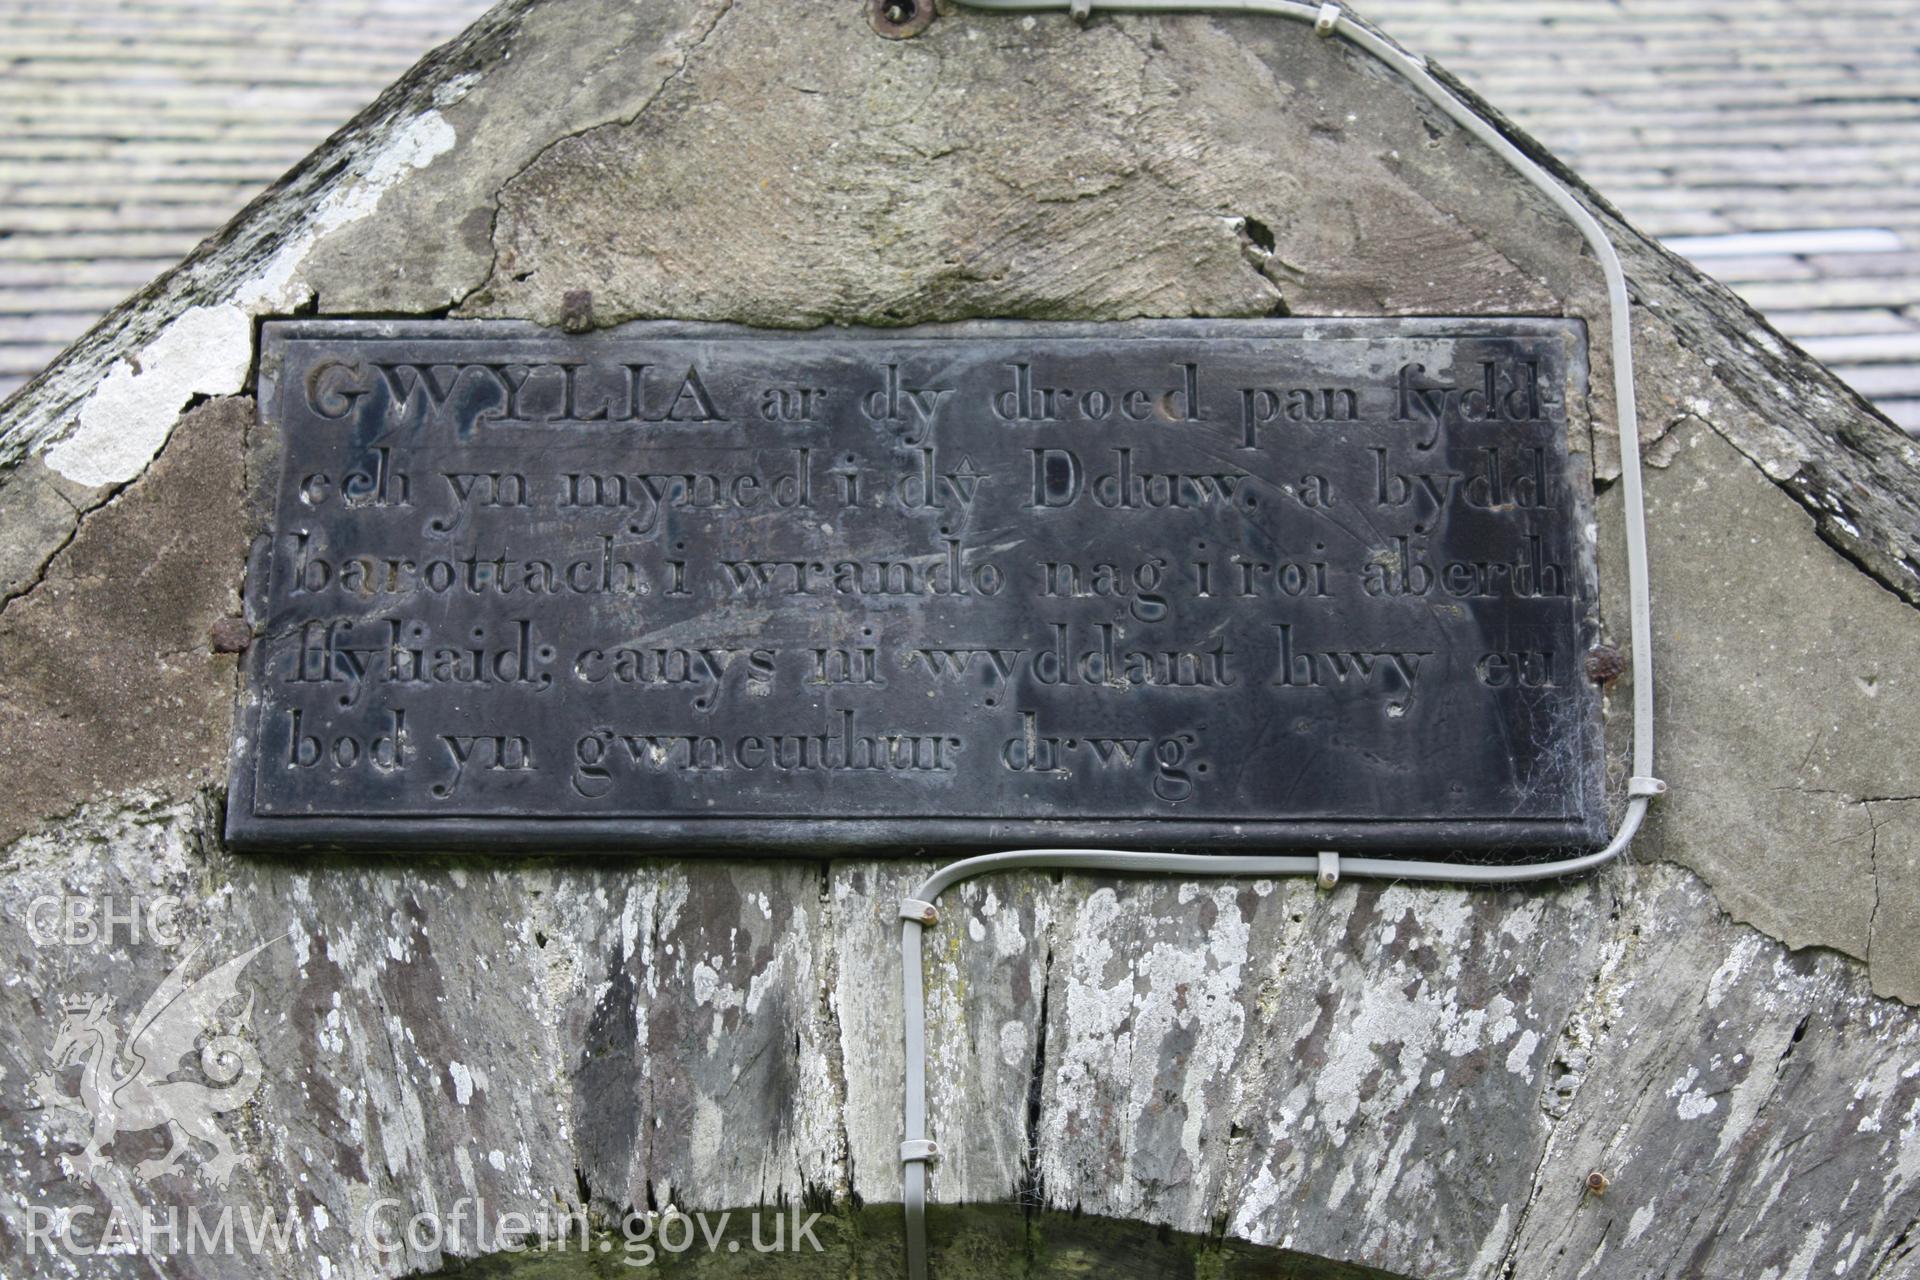 GWYLIA ar dy droed pan fydd-
ech yn myned i dŷ Dduw, a bydd
barottach i wrando nag i roi aberth
ffyliaid; canys ni wyddant hwy eu
bod yn gwneuthur drwg.
CBHC
RCAHMW Coflein.gov.uk